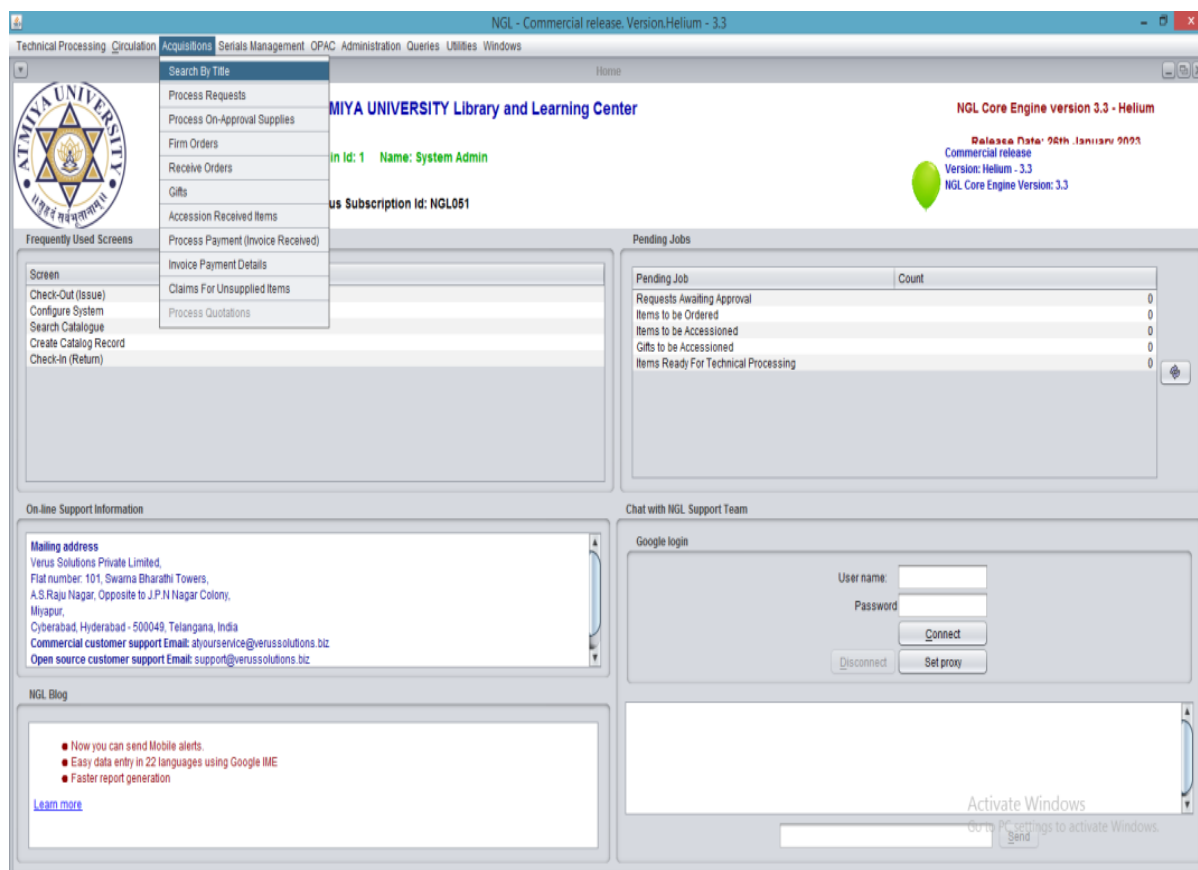 NGL - Commercial release. Version.Helium - 3.3
Technical Processing Circulation Acquisitions Serials Management OPAC Administration Queries Utilities Windows
Home
Search By Title
Process Requests
Process On-Approval Supplies
Firm Orders
Receive Orders
Gifts
Accession Received Items
Process Payment (Invoice Received)
Invoice Payment Details
Claims For Unsupplied Items
Process Quotations
ATMIYA UNIVERSITY
॥सुहृदं सर्वभूतानाम्॥
MIYA UNIVERSITY Library and Learning Center
in Id: 1 Name: System Admin
us Subscription Id: NGL051
NGL Core Engine version 3.3 - Helium
Release Date: 26th January 2023
Commercial release
Version: Helium - 3.3
NGL Core Engine Version: 3.3
Frequently Used Screens
Screen
Check-Out (Issue)
Configure System
Search Catalogue
Create Catalog Record
Check-In (Return)
Pending Jobs
Pending Job Count
Requests Awaiting Approval 0
Items to be Ordered 0
Items to be Accessioned 0
Gifts to be Accessioned 0
Items Ready For Technical Processing 0
On-line Support Information
Mailing address
Verus Solutions Private Limited,
Flat number: 101, Swarna Bharathi Towers,
A.S.Raju Nagar, Opposite to J.P.N Nagar Colony,
Miyapur,
Cyberabad, Hyderabad - 500049, Telangana, India
Commercial customer support Email: atyourservice@verussolutions.biz
Open source customer support Email: support@verussolutions.biz
Chat with NGL Support Team
Google login
User name:
Password
Connect
Disconnect Set proxy
NGL Blog
Now you can send Mobile alerts.
Easy data entry in 22 languages using Google IME
Faster report generation
Learn more
Activate Windows
Go to PC settings to activate Windows.
Send